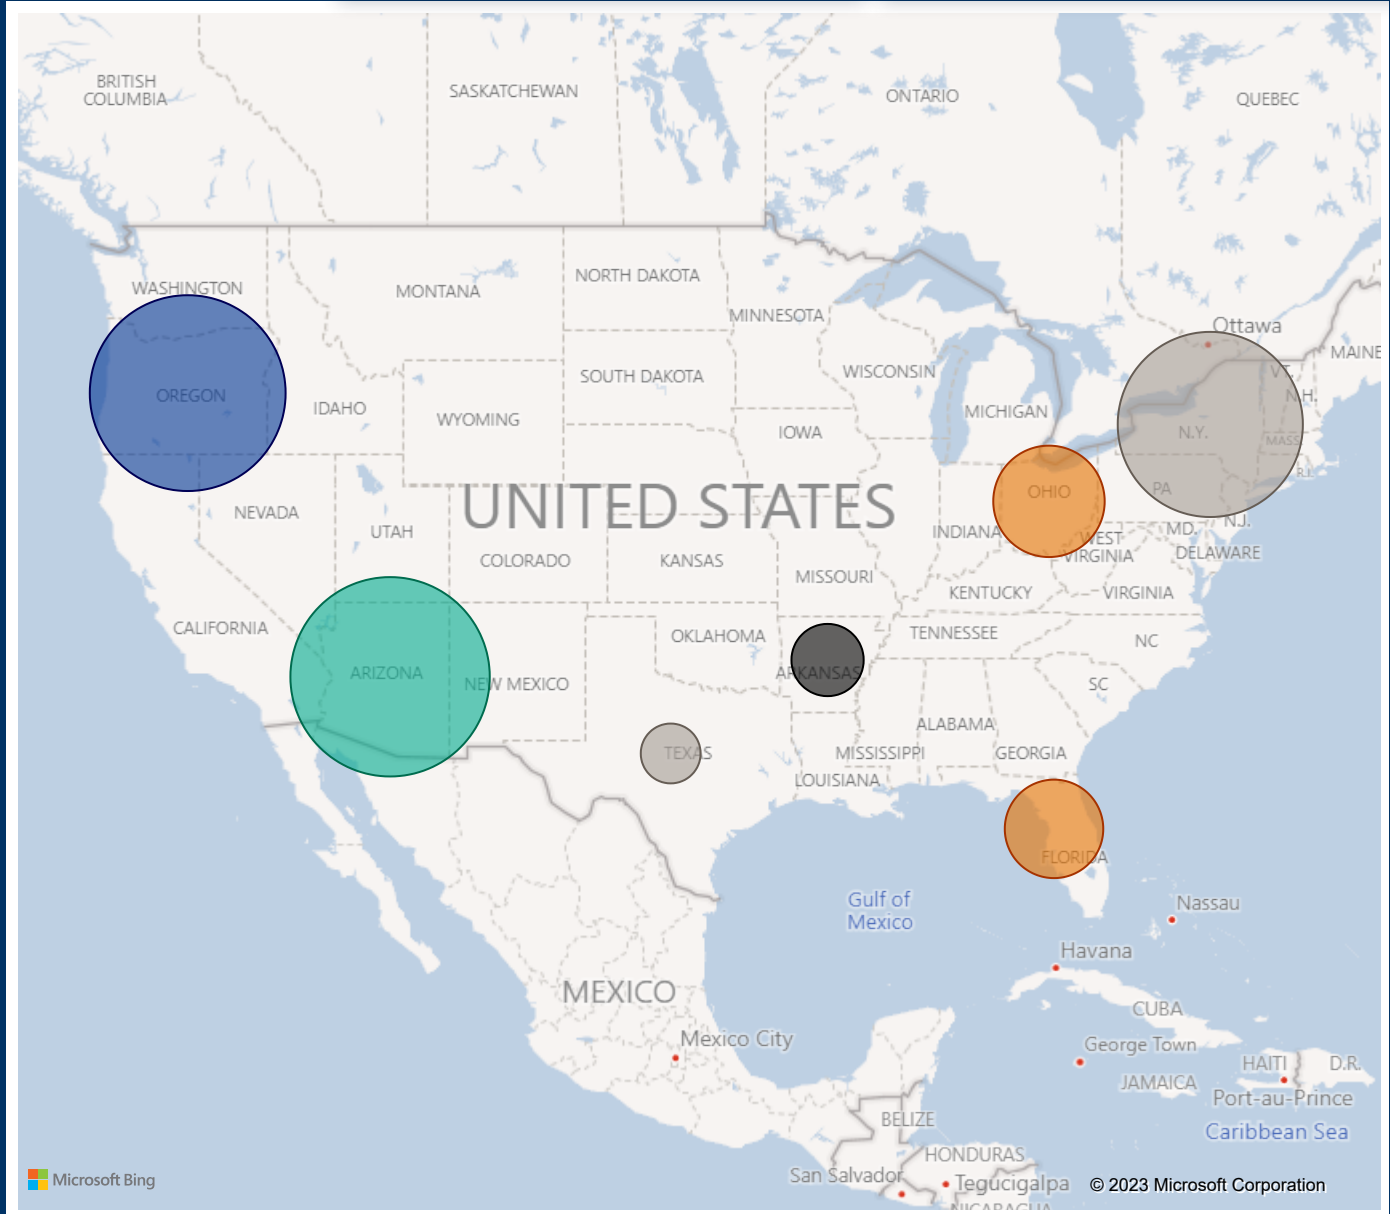 BRITISH
COLUMBIA
SASKATCHEWAN
ONTARIO
QUEBEC
WASHINGTON
MONTANA
NORTH DAKOTA
MINNESOTA
Ottawa
MAINE
OREGON
IDAHO
WYOMING
SOUTH DAKOTA
WISCONSIN
MICHIGAN
VT.
N.H.
IOWA
N.Y.
MASS.
R.I.
UNITED STATES
OHIO
PA
NEVADA
UTAH
INDIANA
MD.
N.J.
WEST
VIRGINIA
DELAWARE
COLORADO
KANSAS
MISSOURI
KENTUCKY
VIRGINIA
CALIFORNIA
OKLAHOMA
TENNESSEE
NC
ARIZONA
NEW MEXICO
ARKANSAS
SC
ALABAMA
TEXAS
MISSISSIPPI
GEORGIA
LOUISIANA
FLORIDA
Gulf of
Mexico
Nassau
Havana
MEXICO
CUBA
Mexico City
George Town
HAITI
D.R.
JAMAICA
Port-au-Prince
BELIZE
Caribbean Sea
HONDURAS
San Salvador
Tegucigalpa
Microsoft Bing
© 2023 Microsoft Corporation
NICARAGUA